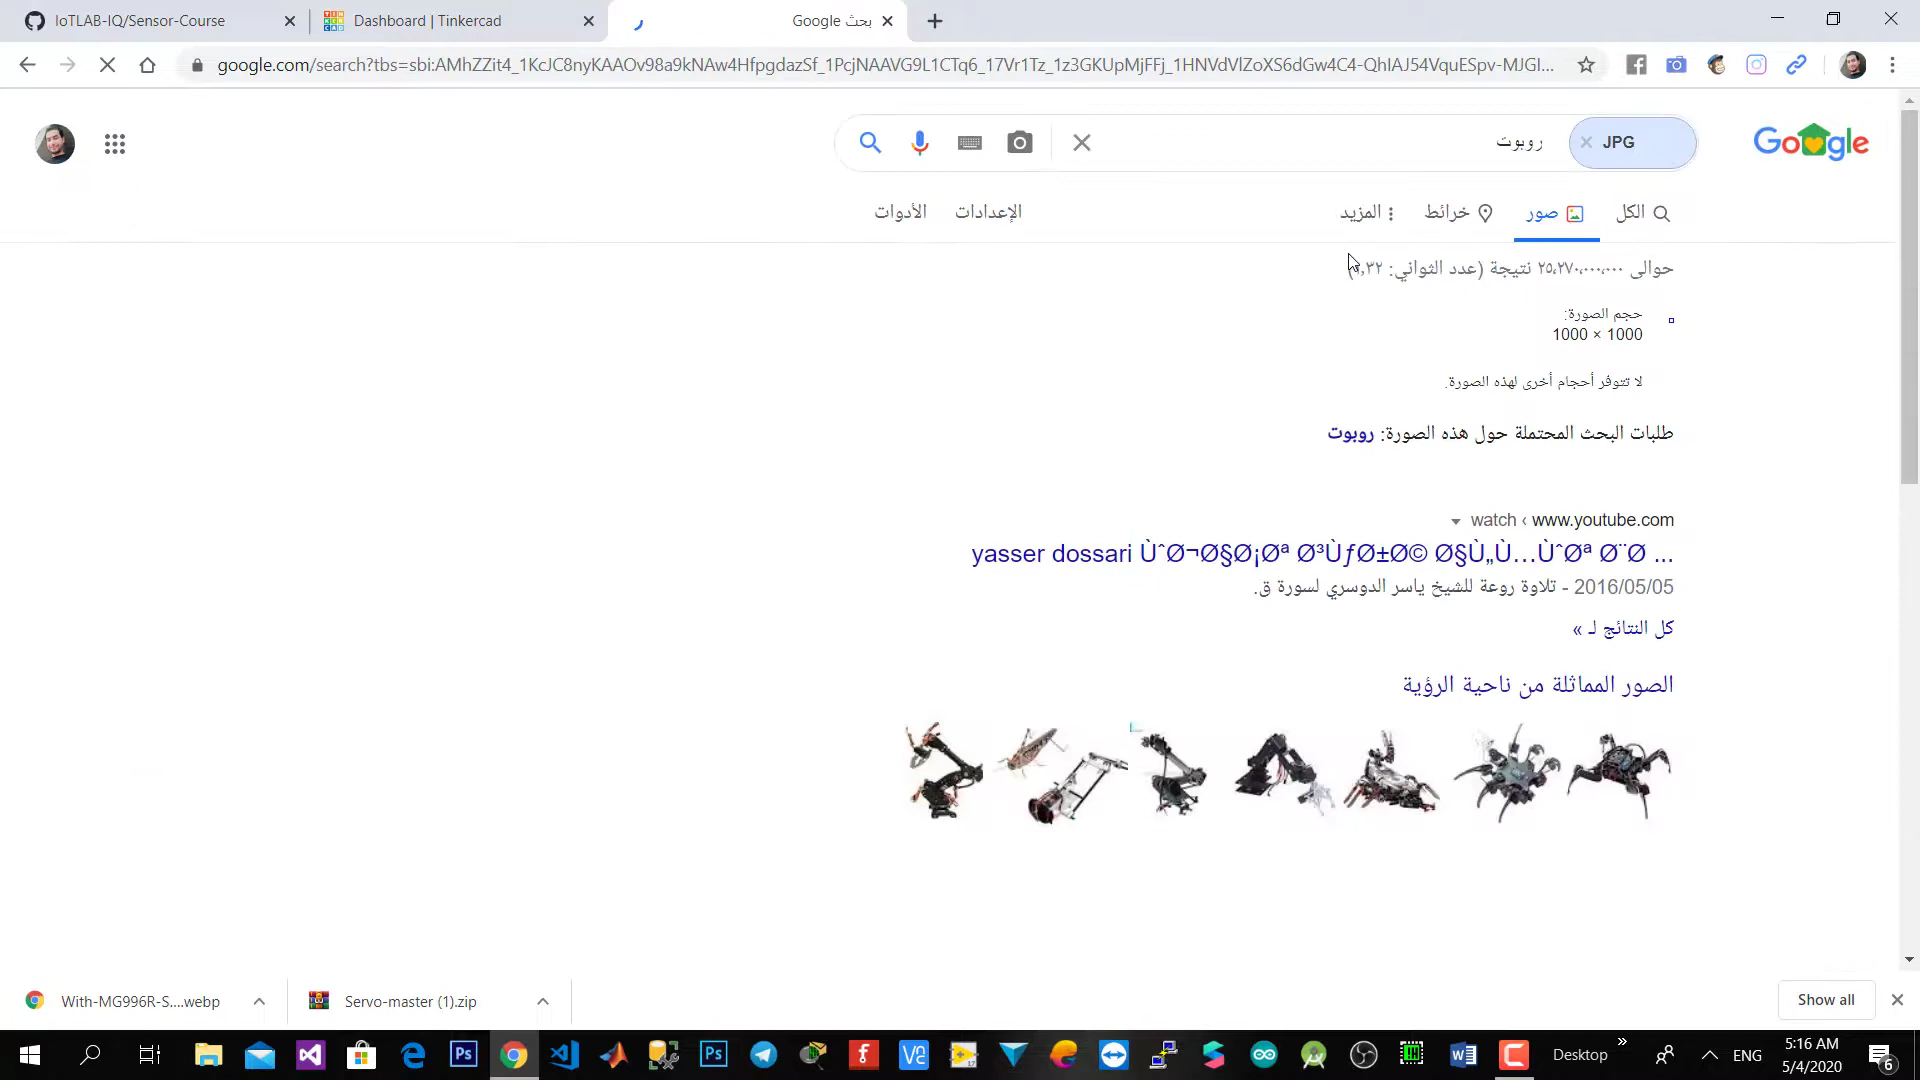 IoTLAB-IQ/Sensor-Course
Dashboard | Tinkercad
بحث Google
google.com/search?tbs=sbi:AMhZZit4_1KcJC8nyKAAOv98a9kNAw4HfpgdazSf_1PcjNAAVG9L1CTq6_17Vr1Tz_1z3GKUpMjFFj_1HNVdVlZoXS6dGw4C4-QhIAJ54VquESpv-MJGI...
Google
JPG
روبوت
الكل
صور
خرائط
المزيد
الإعدادات
الأدوات
حوالى ٢٥،٢٧٠،٠٠٠،٠٠٠ نتيجة (عدد الثواني:
حجم الصورة:
1000 × 1000
لا تتوفر أحجام أخرى لهذه الصورة.
طلبات البحث المحتملة حول هذه الصورة: روبوت
www.youtube.com › watch
yasser dossari ÙˆØ¬Ø§Ø¡Øª Ø³ÙƒØ±Ø© Ø§Ù„Ù…ÙˆØª Ø¨Ø ...
2016/05/05 - تلاوة روعة للشيخ ياسر الدوسري لسورة ق.
كل النتائج لـ »
الصور المماثلة من ناحية الرؤية
With-MG996R-S....webp
Servo-master (1).zip
Show all
Desktop
ENG
5:16 AM
5/4/2020
6